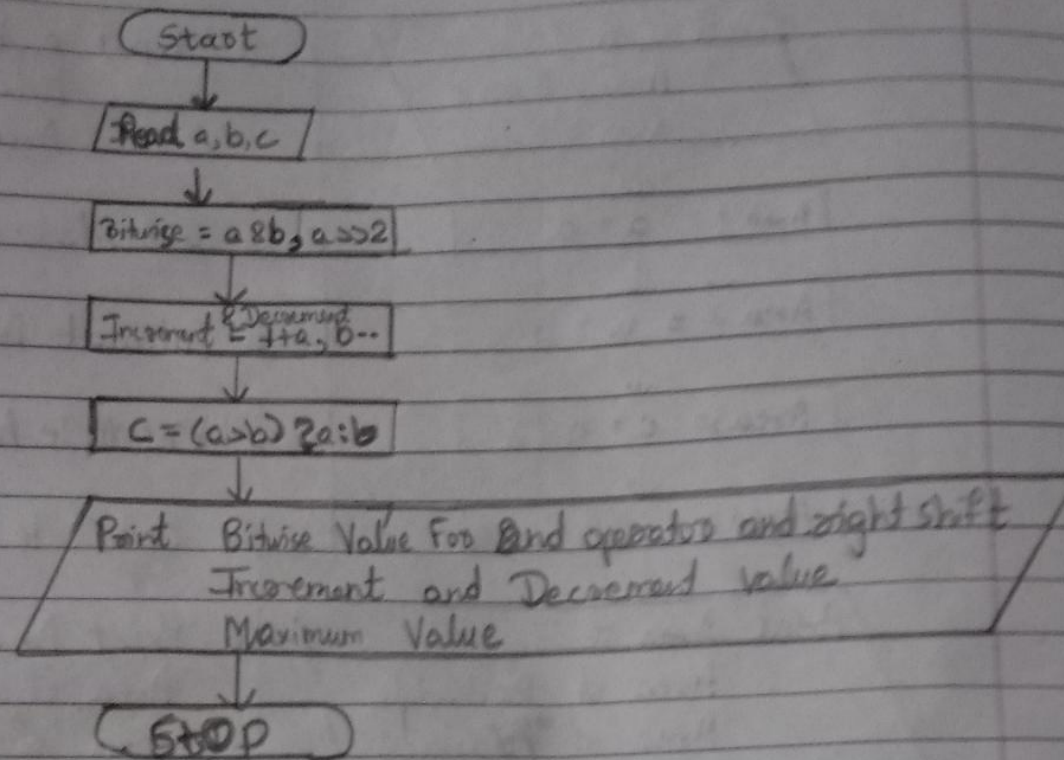 Start
Read a, b, c
Bitwise = a & b, a >> 2
& Decrement
Increment = ++a, b--
C = (a>b) ? a : b
Print Bitwise Value For And operator and right shift
Increment and Decrement value
Maximum Value
Stop